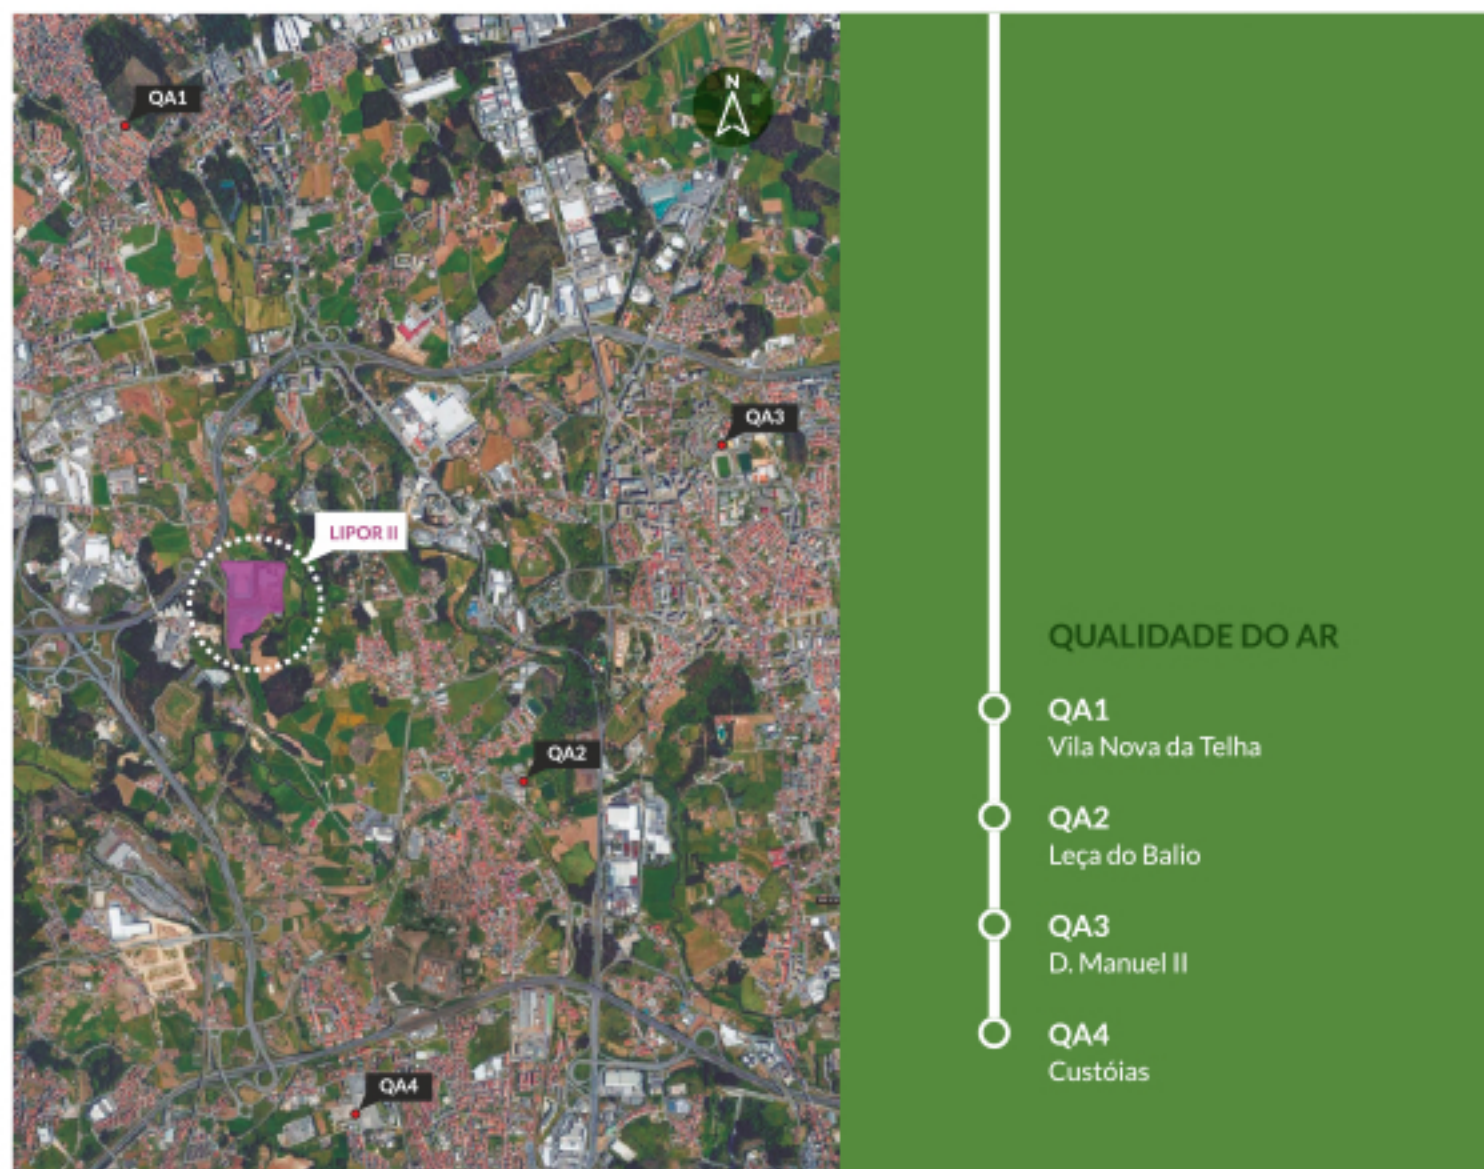 QA1
N
QA3
LIPOR II
QA2
QA4
QUALIDADE DO AR
QA1
Vila Nova da Telha
QA2
Leça do Balio
QA3
D. Manuel II
QA4
Custóias